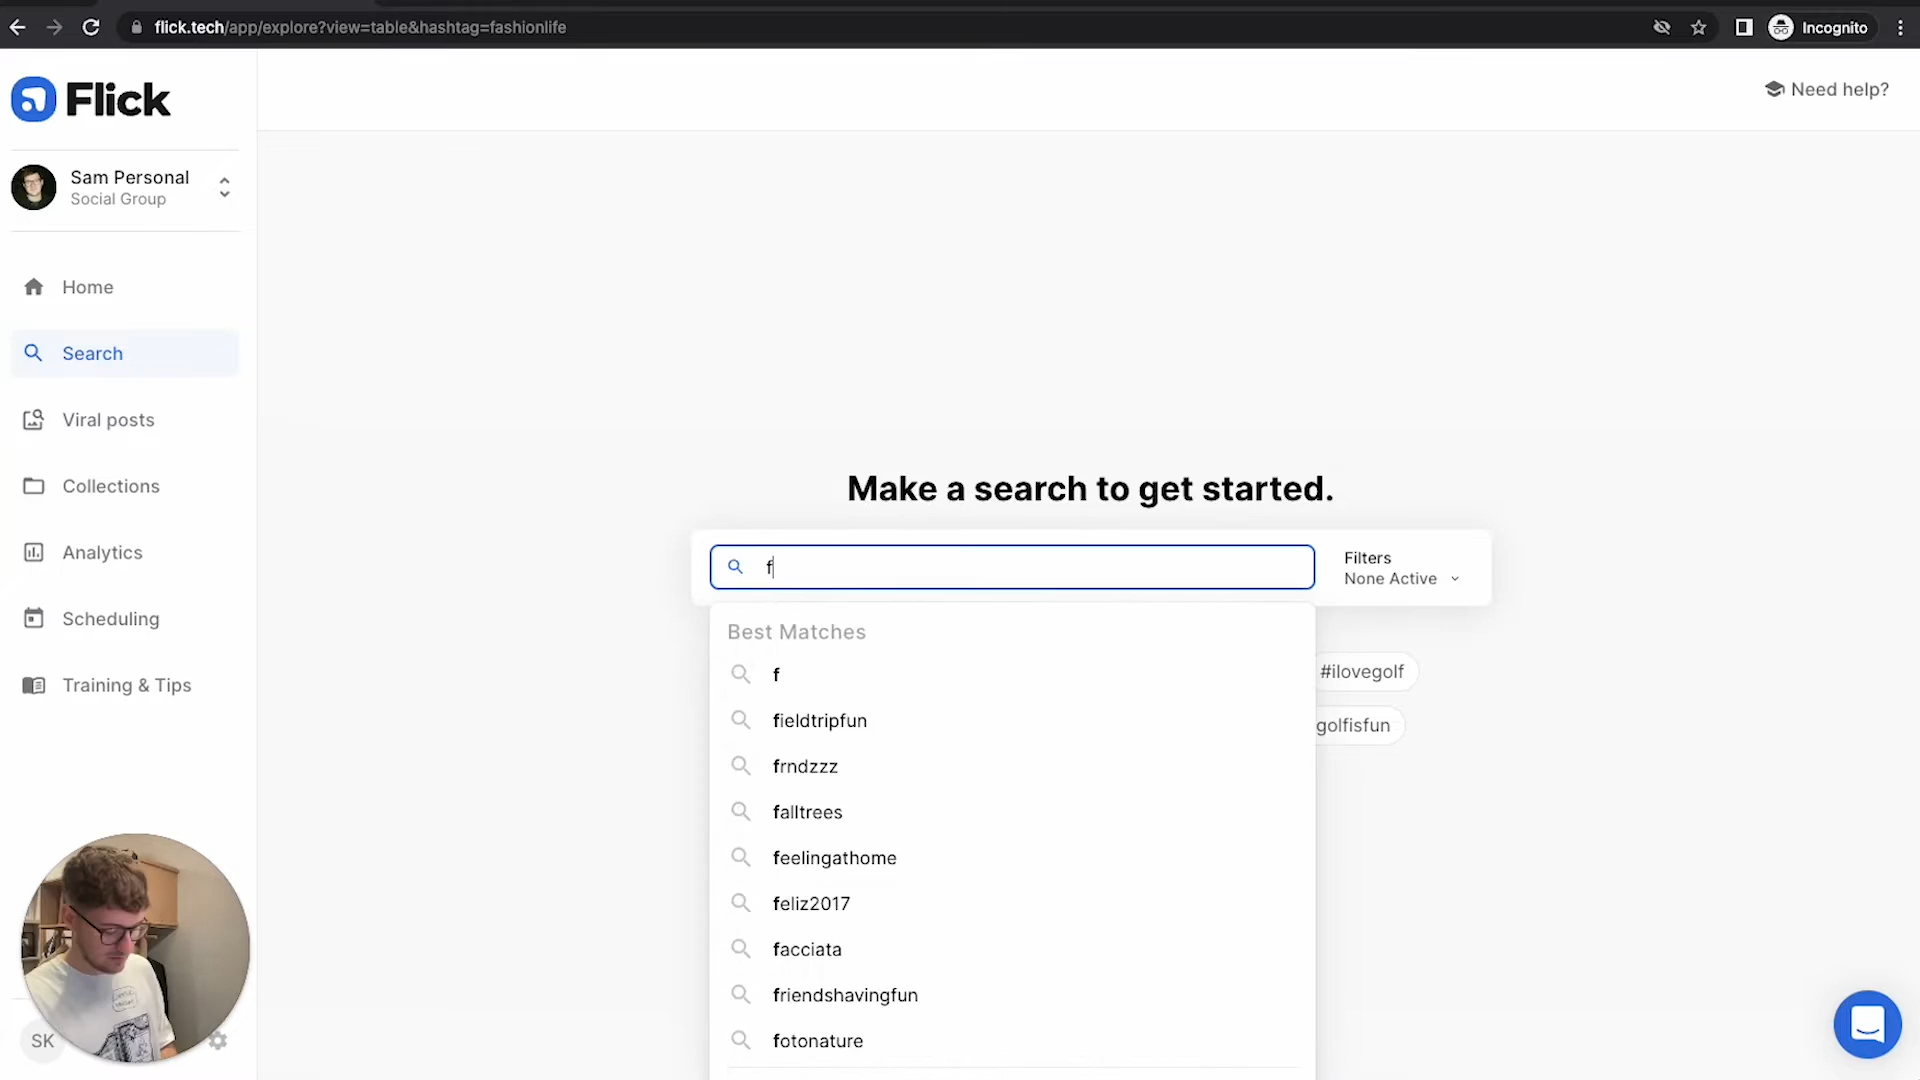 flick.tech/app/explore?view=table&hashtag=fashionlife
Incognito
Flick
Need help?
Sam Personal
Social Group
Home
Search
Viral posts
Collections
Analytics
Scheduling
Training & Tips
SK
Make a search to get started.
f
Filters
None Active
Best Matches
f
fieldtripfun
frndzzz
falltrees
feelingathome
feliz2017
facciata
friendshavingfun
fotonature
#ilovegolf
golfisfun